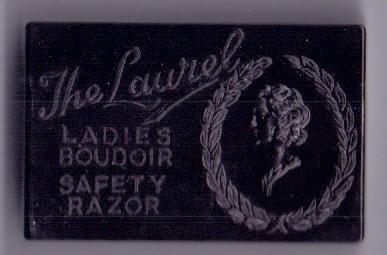 The Laurel
LADIES
BOUDOIR
SAFETY
RAZOR